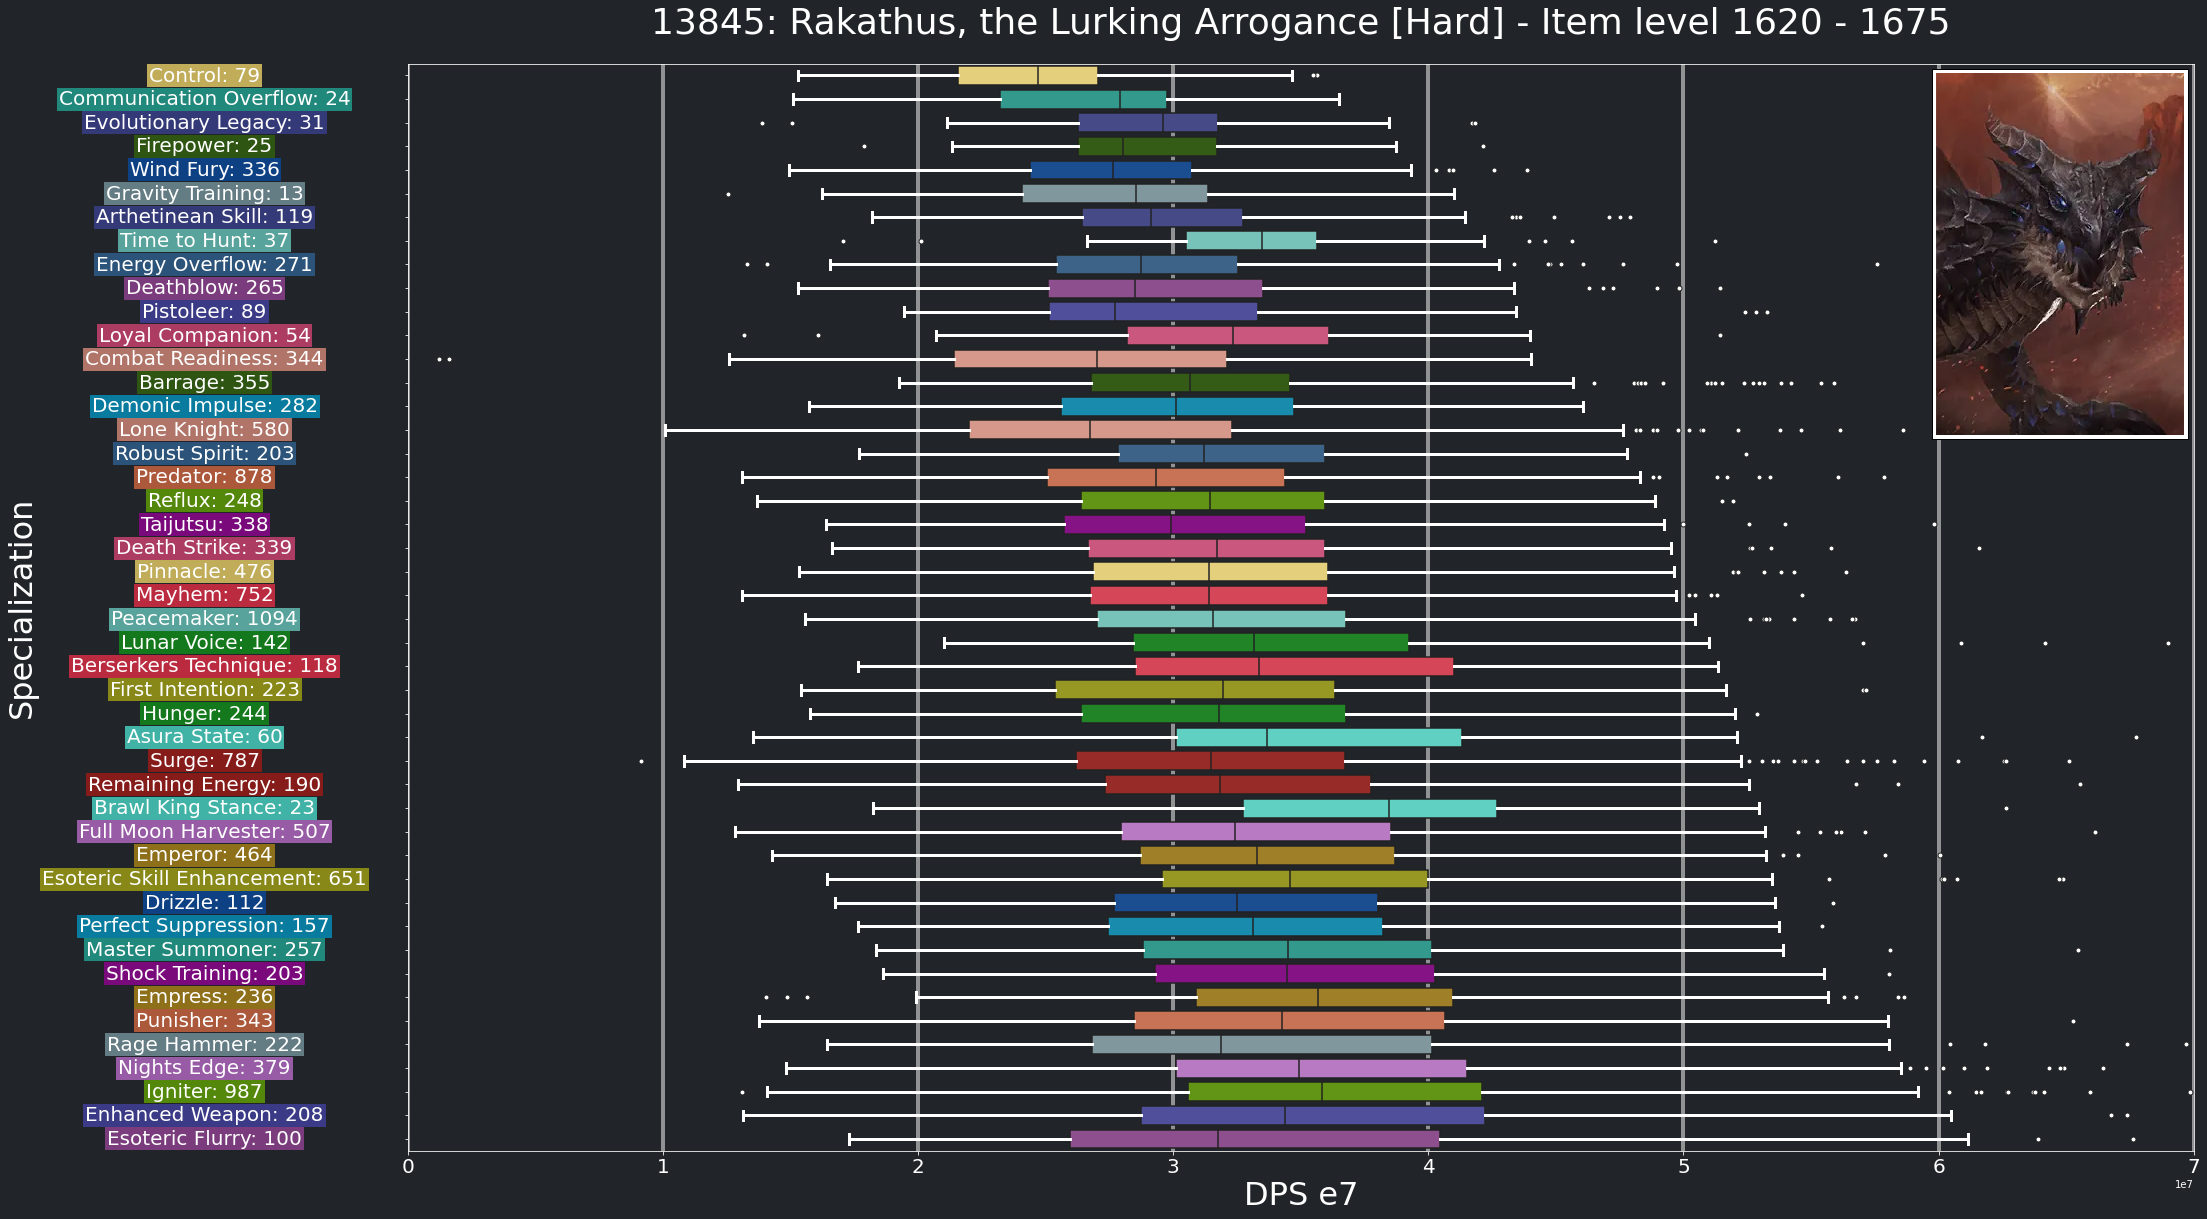 13845: Rakathus, the Lurking Arrogance [Hard] - Item level 1620 - 1675
Control: 79
Communication Overflow: 24
Evolutionary Legacy: 31
Firepower: 25
Wind Fury: 336
Gravity Training: 13
Arthetinean Skill: 119
Time to Hunt: 37
Energy Overflow: 271
Deathblow: 265
Pistoleer: 89
Loyal Companion: 54
Combat Readiness: 344
Barrage: 355
Demonic Impulse: 282
Lone Knight: 580
Robust Spirit: 203
Predator: 878
Reflux: 248
Taijutsu: 338
Death Strike: 339
Pinnacle: 476
Mayhem: 752
Peacemaker: 1094
Lunar Voice: 142
Berserkers Technique: 118
First Intention: 223
Hunger: 244
Asura State: 60
Surge: 787
Remaining Energy: 190
Brawl King Stance: 23
Full Moon Harvester: 507
Emperor: 464
Esoteric Skill Enhancement: 651
Drizzle: 112
Perfect Suppression: 157
Master Summoner: 257
Shock Training: 203
Empress: 236
Punisher: 343
Rage Hammer: 222
Nights Edge: 379
Igniter: 987
Enhanced Weapon: 208
Esoteric Flurry: 100
Specialization
0 1 2 3 4 5 6 7
DPS e7
1e7